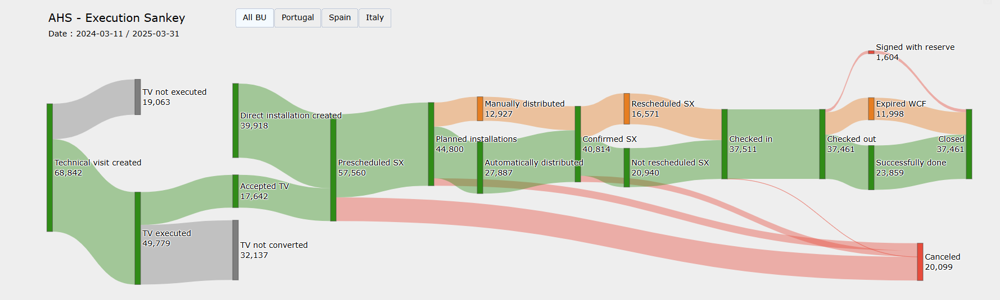 AHS - Execution Sankey
Date : 2024-03-11 / 2025-03-31
All BU
Portugal
Spain
Italy
Technical visit created
68,842
TV not executed
19,063
TV executed
49,779
Direct installation created
39,918
Accepted TV
17,642
TV not converted
32,137
Prescheduled SX
57,560
Planned installations
44,800
Manually distributed
12,927
Automatically distributed
27,887
Confirmed SX
40,814
Rescheduled SX
16,571
Not rescheduled SX
20,940
Checked in
37,511
Checked out
37,461
Signed with reserve
1,604
Expired WCF
11,998
Successfully done
23,859
Closed
37,461
Canceled
20,099